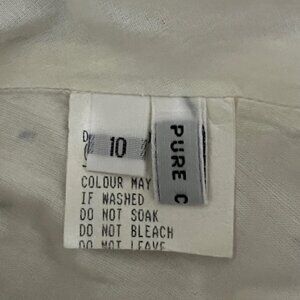 10
PURE C
COLOUR MAY
IF WASHED
DO NOT SOAK
DO NOT BLEACH
DO NOT LEAVE